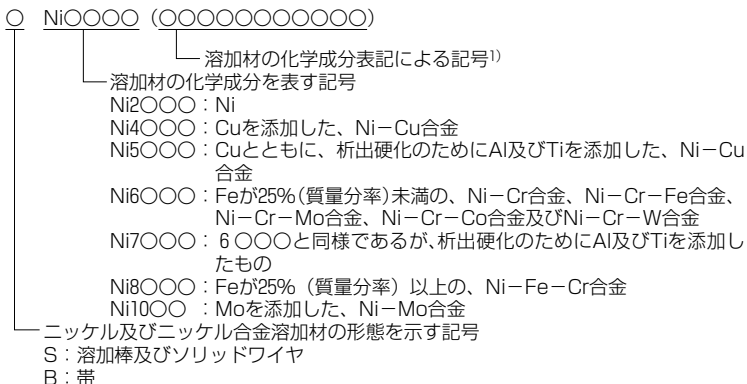 ○ Ni○○○○（○○○○○○○○○○○）
溶加材の化学成分表記による記号1)
溶加材の化学成分を表す記号
Ni2○○○：Ni
Ni4○○○：Cuを添加した、Ni－Cu合金
Ni5○○○：Cuとともに、析出硬化のためにAl及びTiを添加した、Ni－Cu
合金
Ni6○○○：Feが25%(質量分率)未満の、Ni－Cr合金、Ni－Cr－Fe合金、
Ni－Cr－Mo合金、Ni－Cr－Co合金及びNi－Cr－W合金
Ni7○○○：６○○○と同様であるが、析出硬化のためにAl及びTiを添加し
たもの
Ni8○○○：Feが25%（質量分率）以上の、Ni－Fe－Cr合金
Ni10○○ ：Moを添加した、Ni－Mo合金
ニッケル及びニッケル合金溶加材の形態を示す記号
S：溶加棒及びソリッドワイヤ
B：帯